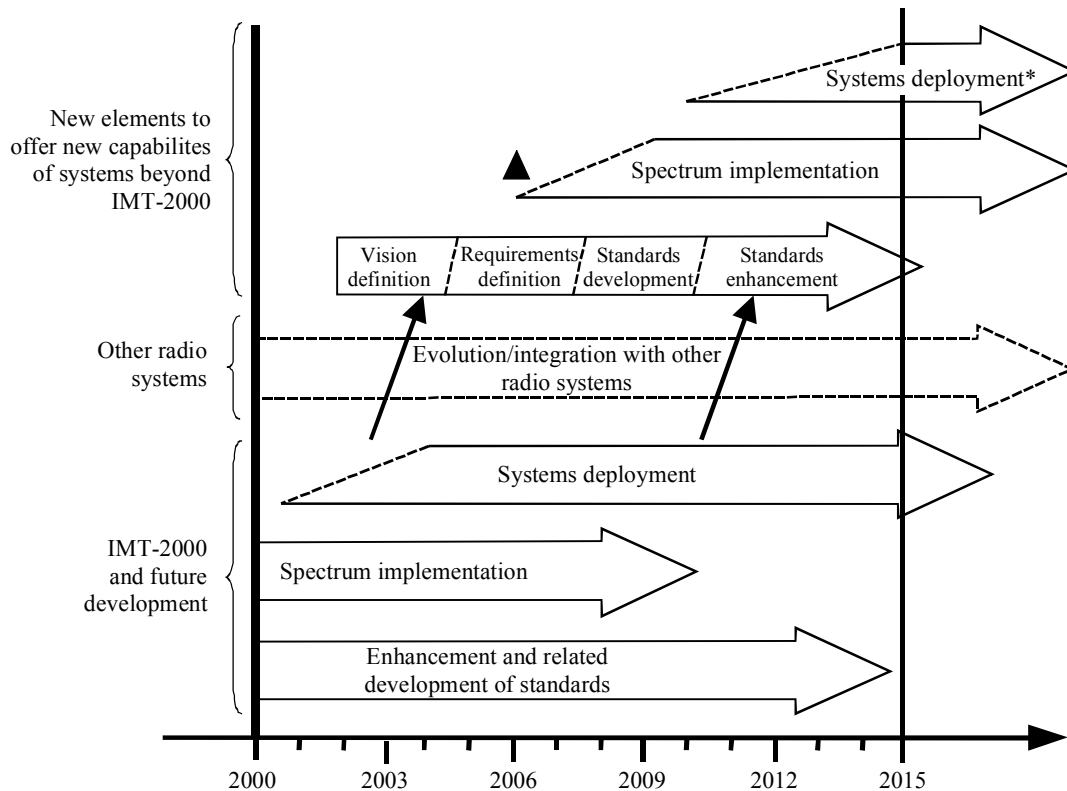 Systems deployment*
New elements to
offer new capabilites
of systems beyond
IMT-2000
Spectrum implementation
Vision
definition
Requirements
definition
Standards
development
Standards
enhancement
Other radio
systems
Evolution/integration with other
radio systems
Systems deployment
IMT-2000
and future
development
Spectrum implementation
Enhancement and related
development of standards
2000
2003
2006
2009
2012
2015